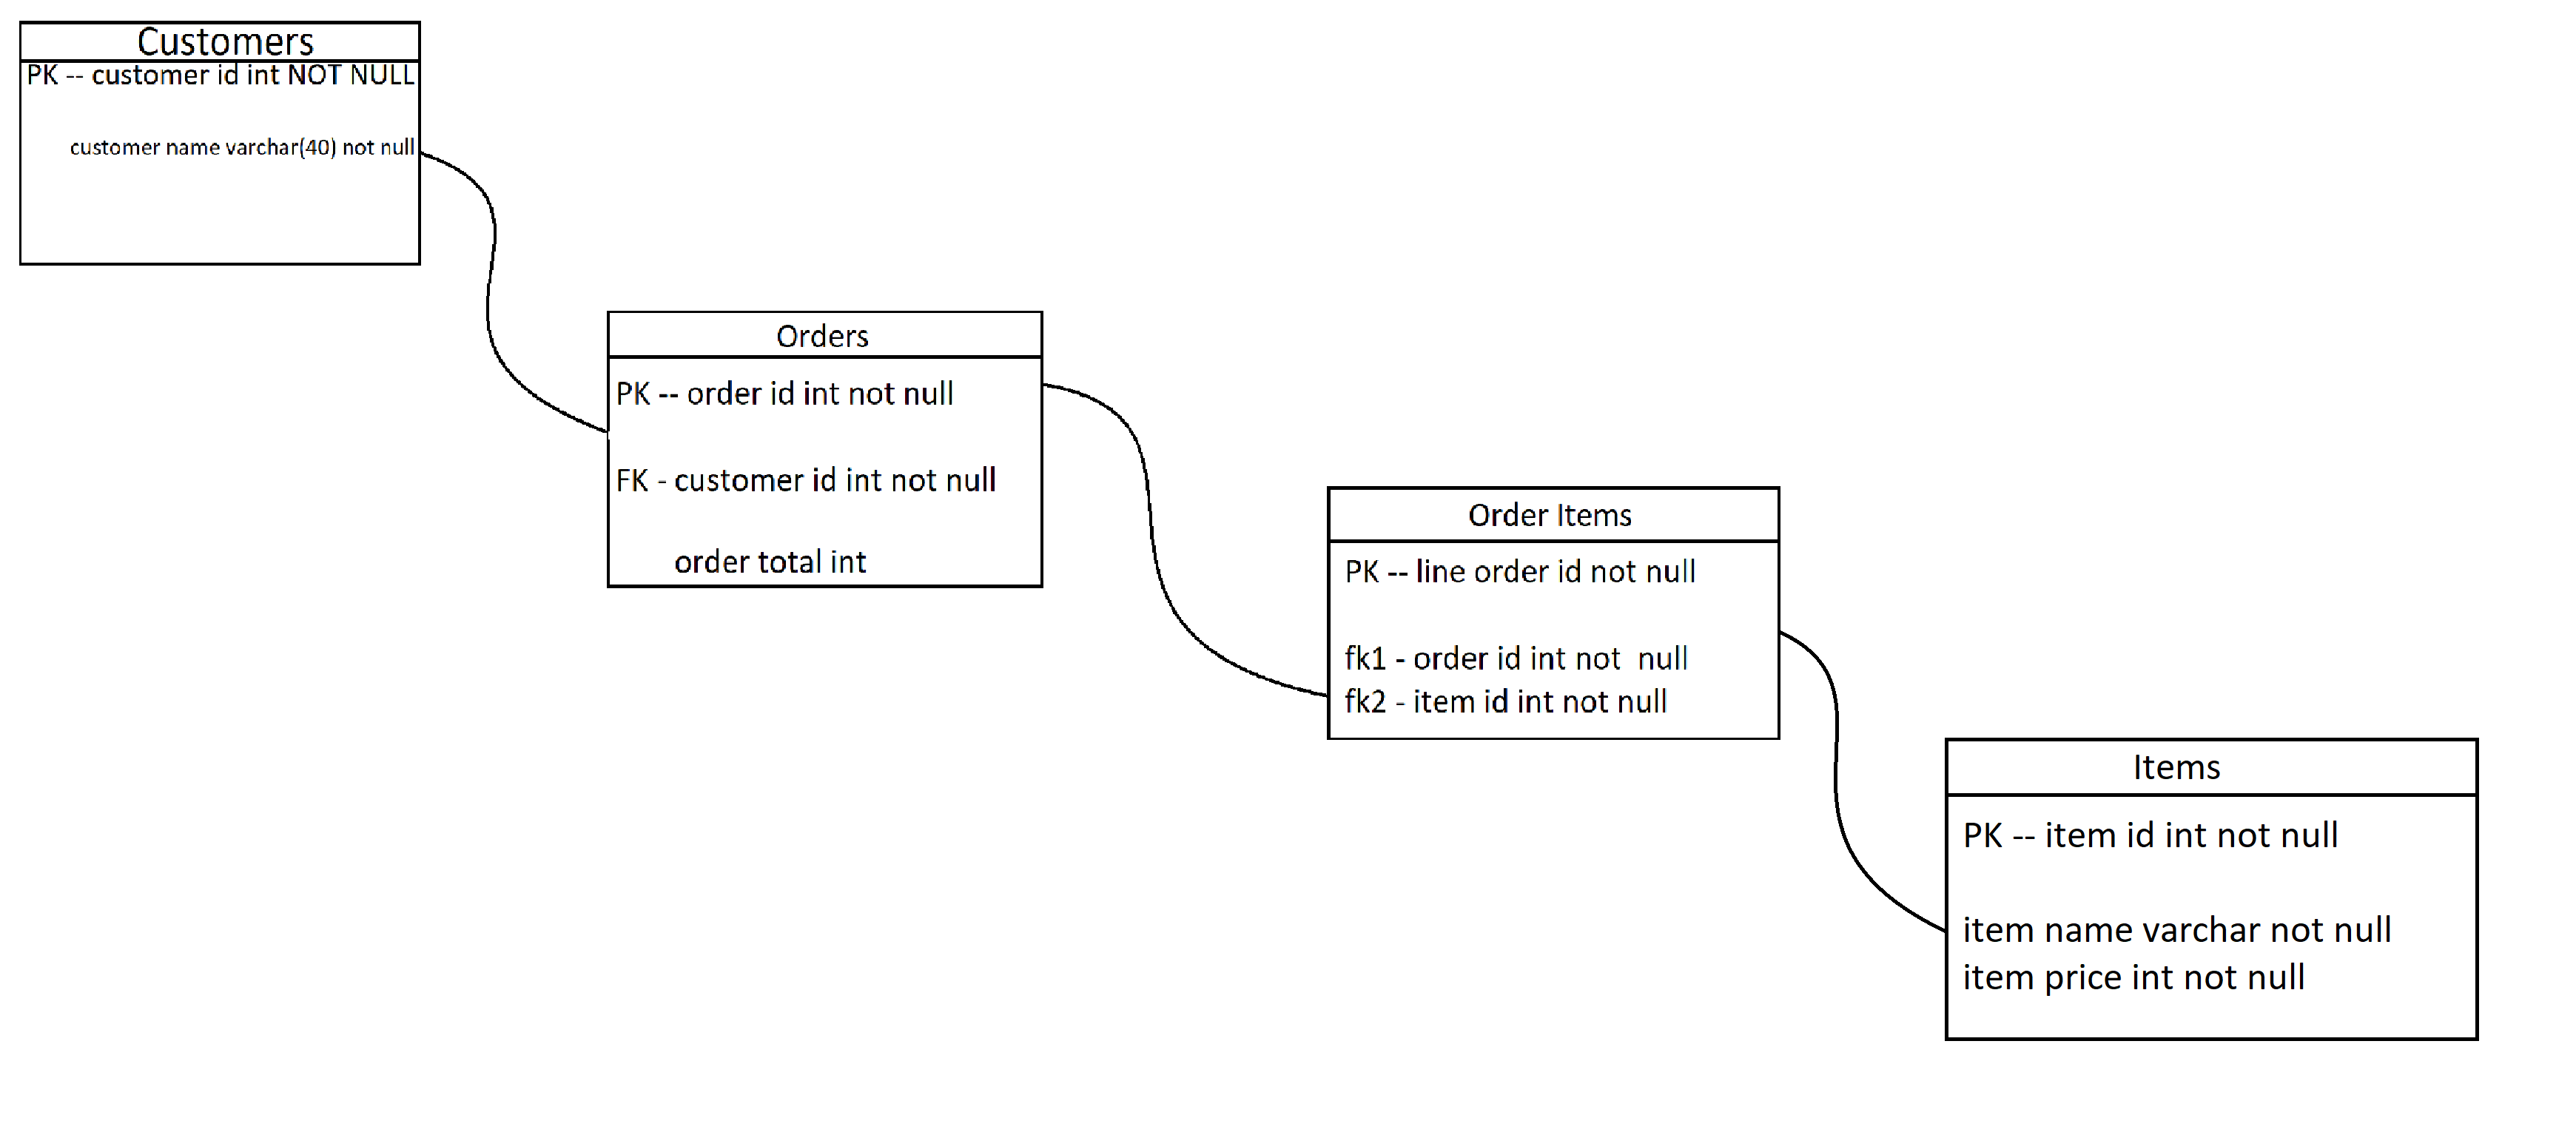 Customers
PK -- customer id int NOT NULL
customer name varchar(40) not null
Orders
PK -- order id int not null
FK - customer id int not null
order total int
Order Items
PK -- line order id not null
fk1 - order id int not  null
fk2 - item id int not null
Items
PK -- item id int not null
item name varchar not null
item price int not null